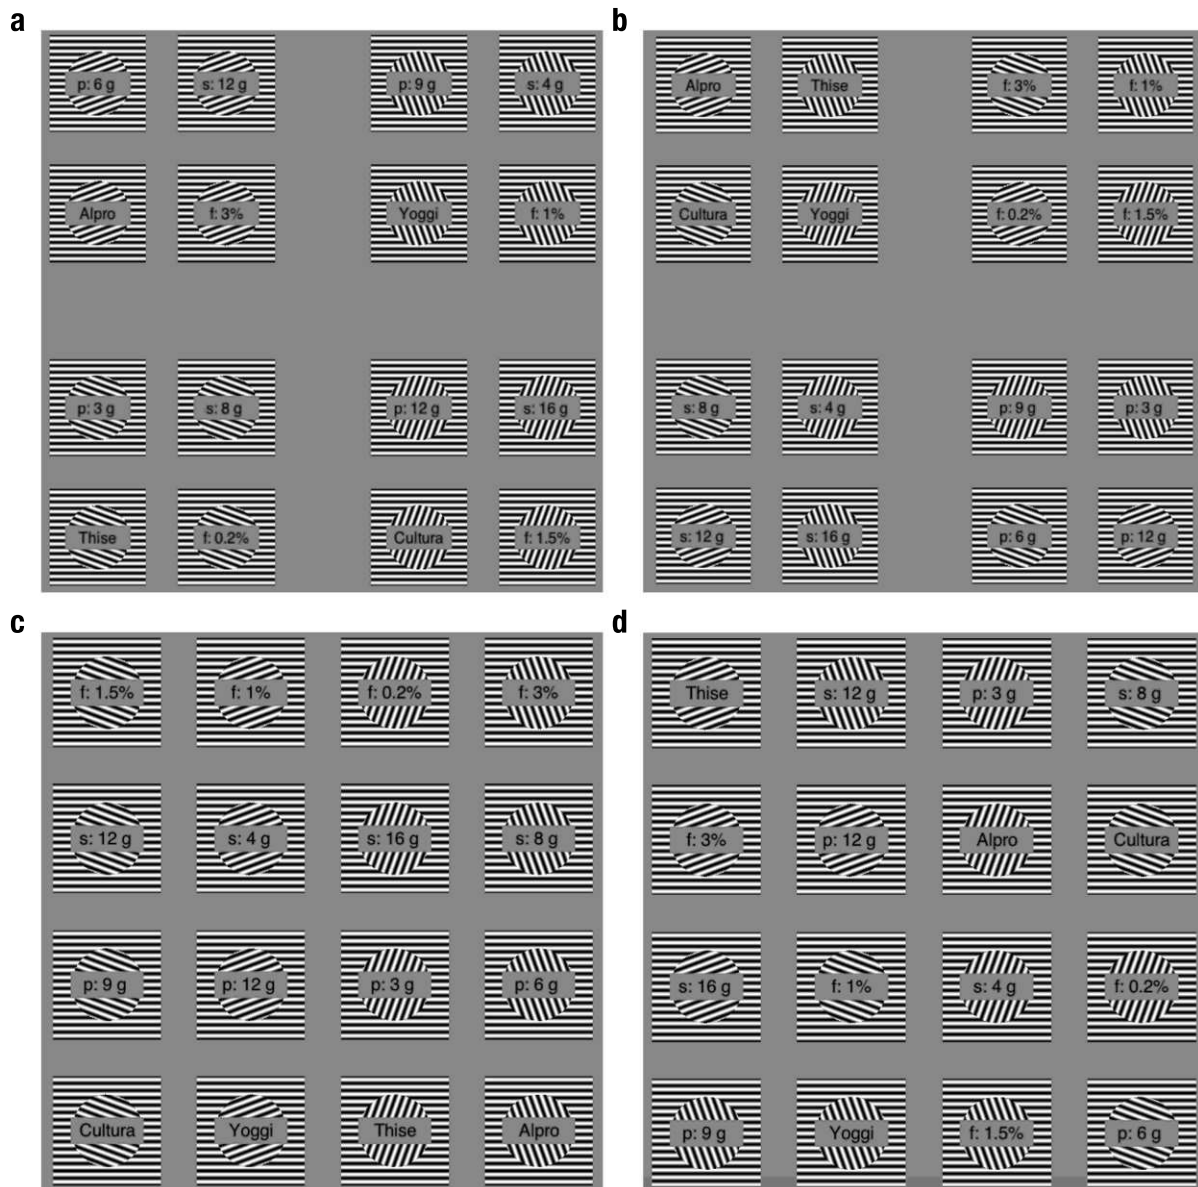 a
p: 6 g s: 12 g p: 9 g s: 4 g
Alpro f: 3% Yoggi f: 1%
p: 3 g s: 8 g p: 12 g s: 16 g
Thise f: 0.2% Cultura f: 1.5%
b
Alpro Thise f: 3% f: 1%
Cultura Yoggi f: 0.2% f: 1.5%
s: 8 g s: 4 g p: 9 g p: 3 g
s: 12 g s: 16 g p: 6 g p: 12 g
c
f: 1.5% f: 1% f: 0.2% f: 3%
s: 12 g s: 4 g s: 16 g s: 8 g
p: 9 g p: 12 g p: 3 g p: 6 g
Cultura Yoggi Thise Alpro
d
Thise s: 12 g p: 3 g s: 8 g
f: 3% p: 12 g Alpro Cultura
s: 16 g f: 1% s: 4 g f: 0.2%
p: 9 g Yoggi f: 1.5% p: 6 g